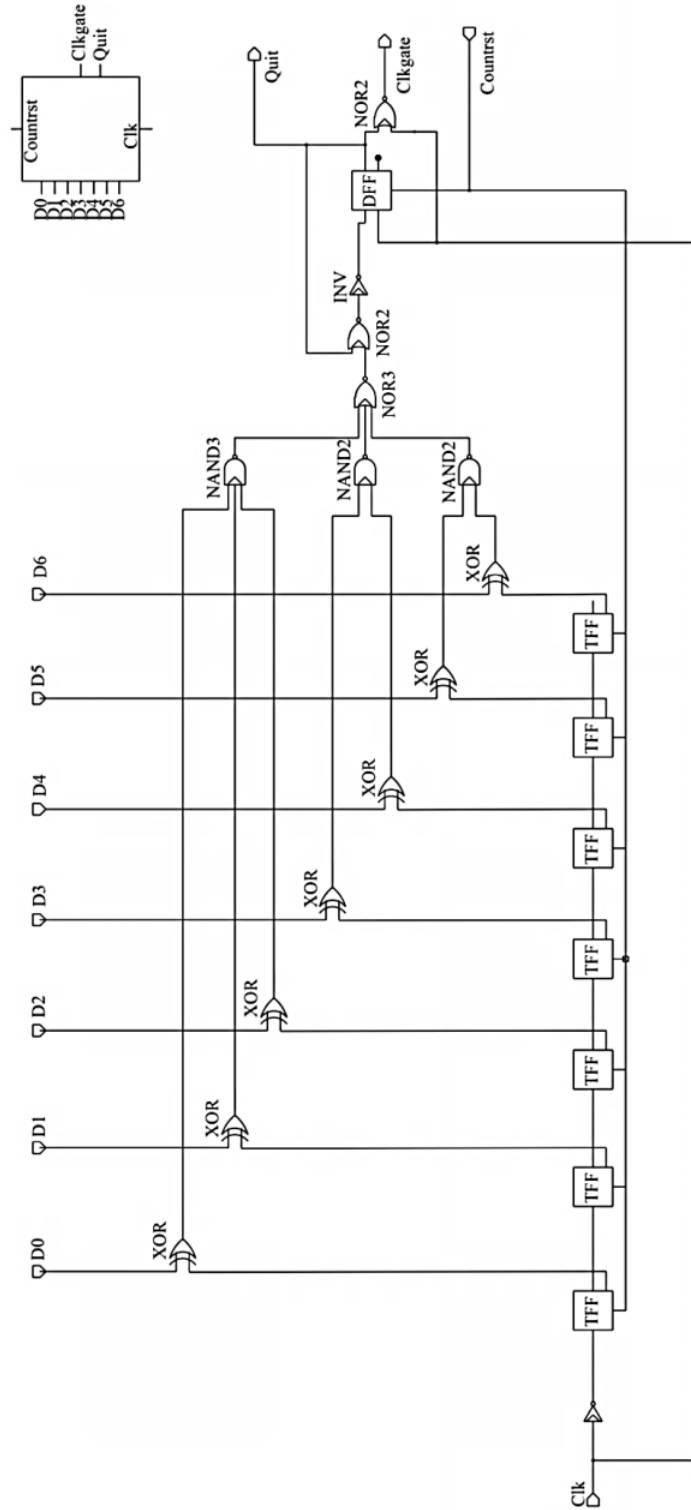 Countrst
Clkgate
Quit
Clk
D0
D1
D2
D3
D4
D5
D6
Quit
Clkgate
Countrst
NOR2
DFF
INV
NOR2
NOR3
NAND3
NAND2
NAND2
D6
XOR
D5
XOR
D4
XOR
D3
XOR
D2
XOR
D1
XOR
D0
XOR
TFF
TFF
TFF
TFF
TFF
TFF
TFF
Clk